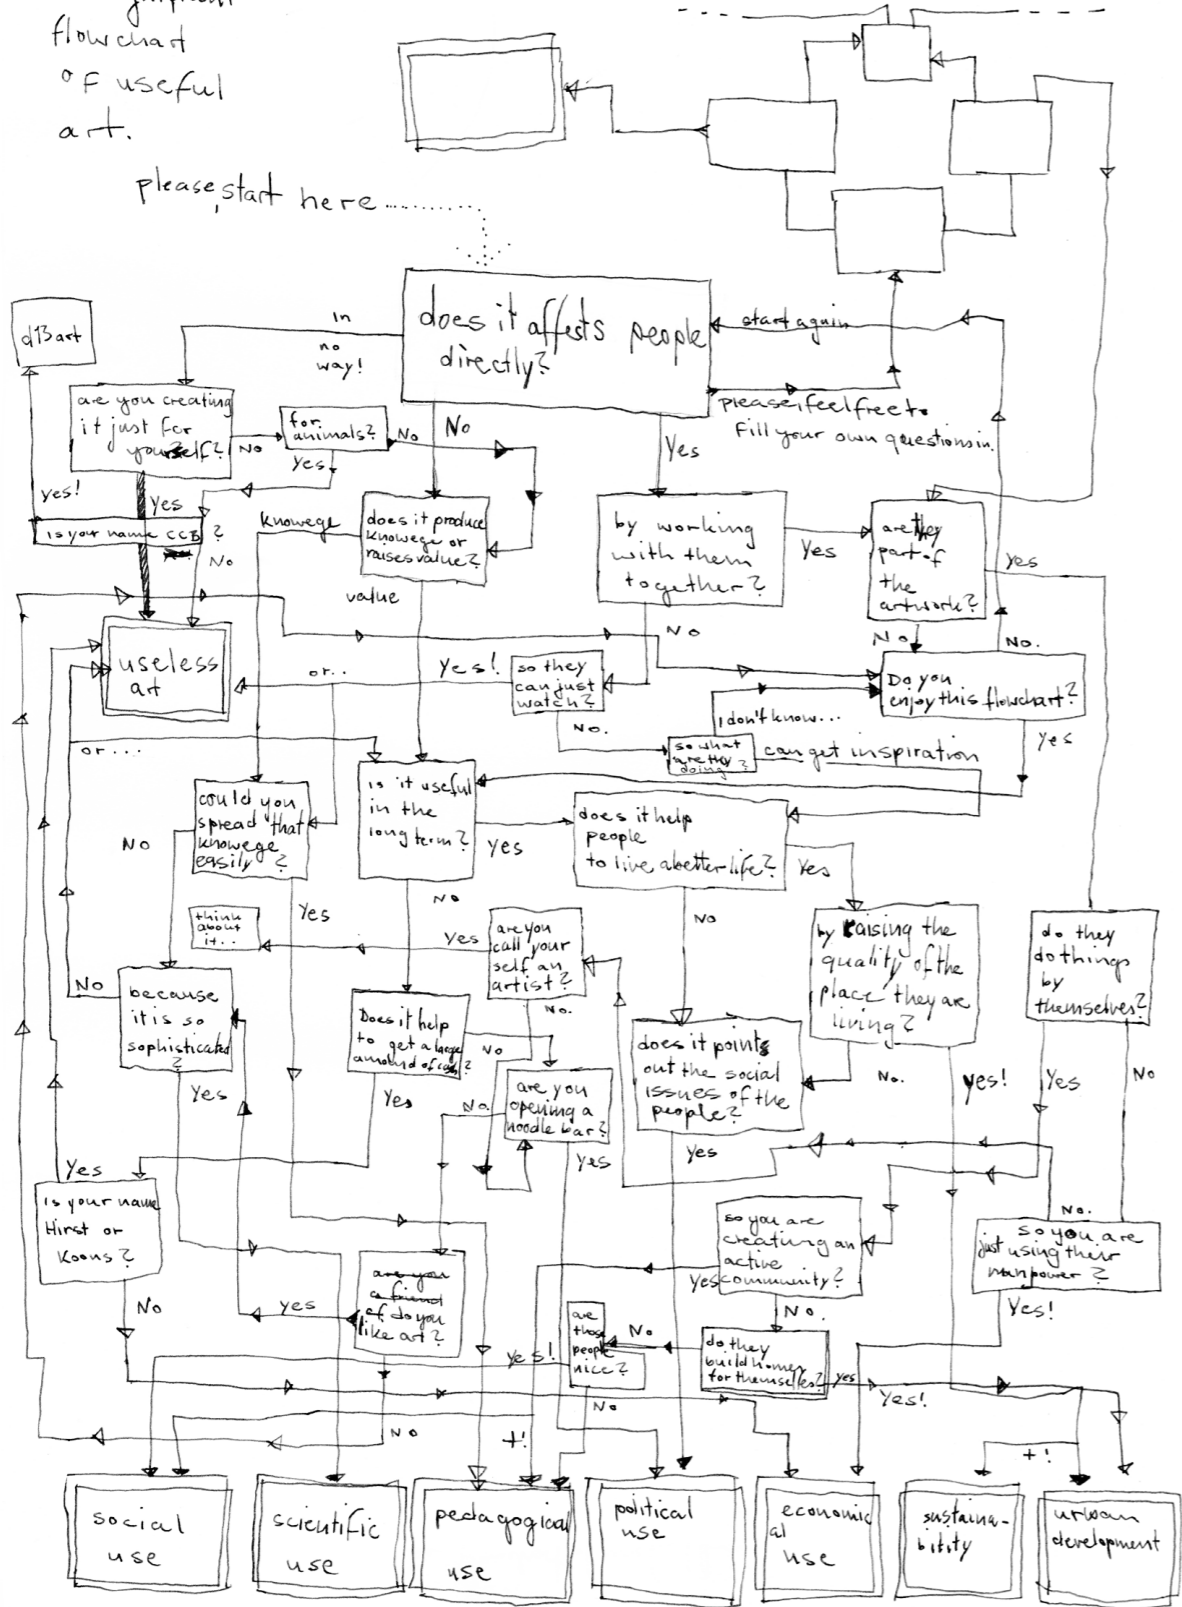 flowchart
of useful
art.
please, start here
does it affects people
directly?
In
no
way!
No
Yes
start again
please, feel free to
Fill your own questions in.
d13art
are you creating
it just for
yourself?
No
for
animals?
No
Yes
yes!
Yes
is your name CCB
?
No
does it produce
knowege or
raises value?
knowege
value
by working
with them
together?
Yes
No
are they
part of
the
artwork?
yes
No
No.
useless
art
so they
can just
watch?
Yes!
or...
No.
Do you
enjoy this flowchart?
yes
I don't know...
so what
are they
doing?
can get inspiration
or...
could you
spread that
knowege
easily?
No
Yes
is it useful
in the
long term?
yes
No
does it help
people
to live a better life?
Yes
No
think
about
it..
are you
call your
self an
artist?
Yes
No.
by raising the
quality of the
place they are
living?
No.
yes!
do they
do things
by
themselves?
Yes
No
because
it is so
sophisticated
?
No
Yes
Does it help
to get a large
amound of cash?
No
Yes
are you
opening a
noodle bar?
No.
yes
does it points
out the social
issues of the
people?
Yes
is your name
Hirst or
Koons?
Yes
No
are you
a friend
of do you
like art?
yes
No
so you are
creating an
active
community?
yes
No.
so you are
just using their
manpower?
No.
Yes!
are
those
people
nice?
yes!
No
do they
build homes
for themselles?
No
yes
Yes!
+!
+!
social
use
scientific
use
pedagogical
use
political
use
economic
al
use
sustaina-
bitity
urban
development